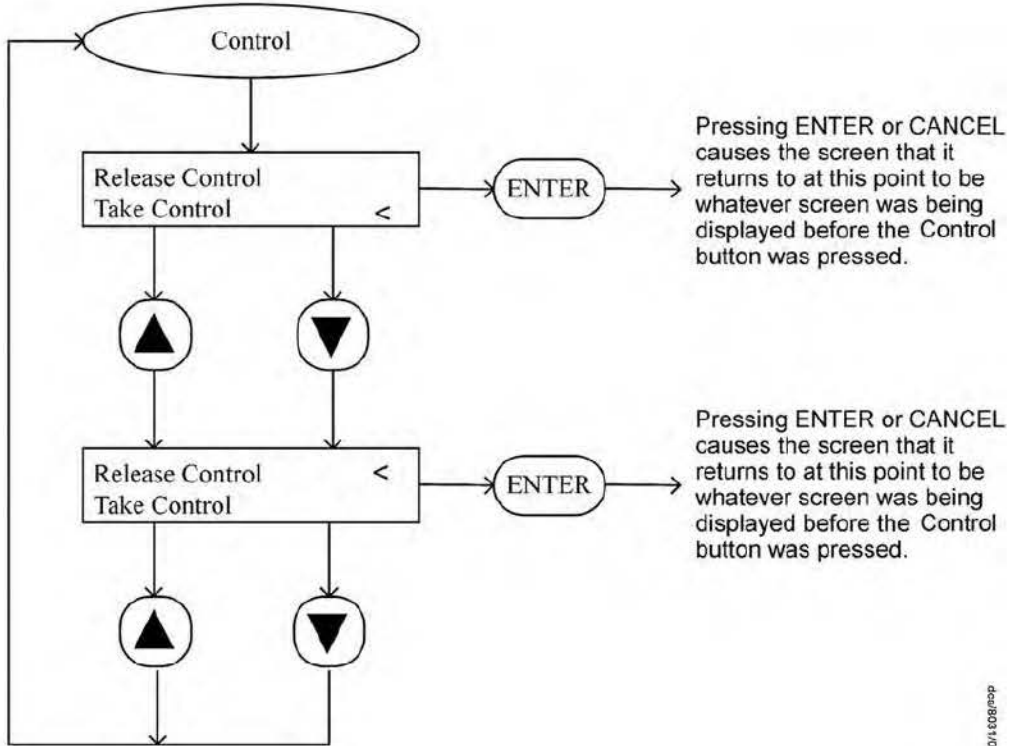 Control
Release Control
Take Control <
ENTER
Pressing ENTER or CANCEL
causes the screen that it
returns to at this point to be
whatever screen was being
displayed before the Control
button was pressed.
Release Control <
Take Control
ENTER
Pressing ENTER or CANCEL
causes the screen that it
returns to at this point to be
whatever screen was being
displayed before the Control
button was pressed.